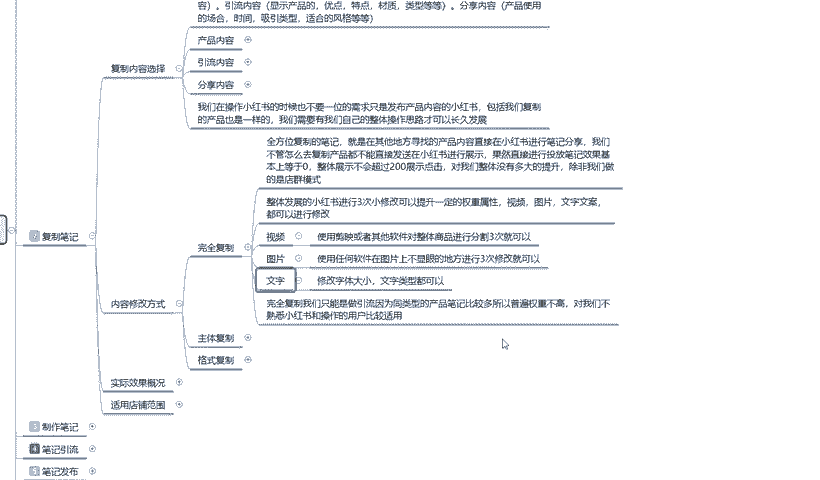 容）。引流内容（显示产品的，优点，特点，材质，类型等等）。分享内容（产品使用
的场合，时间，吸引类型，适合的风格等等）
产品内容
引流内容
复制内容选择
分享内容
我们在操作小红书的时候也不要一位的需求只是发布产品内容的小红书，包括我们复制
的产品也是一样的，我们需要有我们自己的整体操作思路才可以长久发展
全方位复制的笔记，就是在其他地方寻找的产品内容直接在小红书进行笔记分享，我们
不管怎么去复制产品都不能直接发送在小红书进行展示，果然直接进行投放笔记效果基
本上等于0，整体展示不会超过200展示点击，对我们整体没有多大的提升，除非我们做
的是店群模式
整体发展的小红书进行3次小修改可以提升一定的权重属性，视频，图片，文字文案，
都可以进行修改
2 复制笔记
完全复制
视频 使用剪映或者其他软件对整体商品进行分割3次就可以
图片 使用任何软件在图片上不显眼的地方进行3次修改就可以
文字 修改字体大小，文字类型都可以
内容修改方式
完全复制我们只能是做引流因为同类型的产品笔记比较多所以普遍权重不高，对我们不
熟悉小红书和操作的用户比较适用
主体复制
格式复制
实际效果概况
适用店铺范围
3 制作笔记
4 笔记引流
5 笔记发布